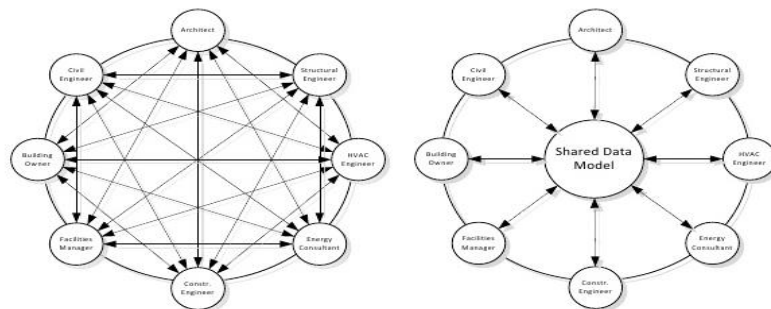 Architect
Civil
Engineer
Structural
Engineer
Building
Owner
HVAC
Engineer
Facilities
Manager
Energy
Consultant
Constr.
Engineer
Architect
Civil
Engineer
Structural
Engineer
Building
Owner
Shared Data
Model
HVAC
Engineer
Facilities
Manager
Energy
Consultant
Constr.
Engineer